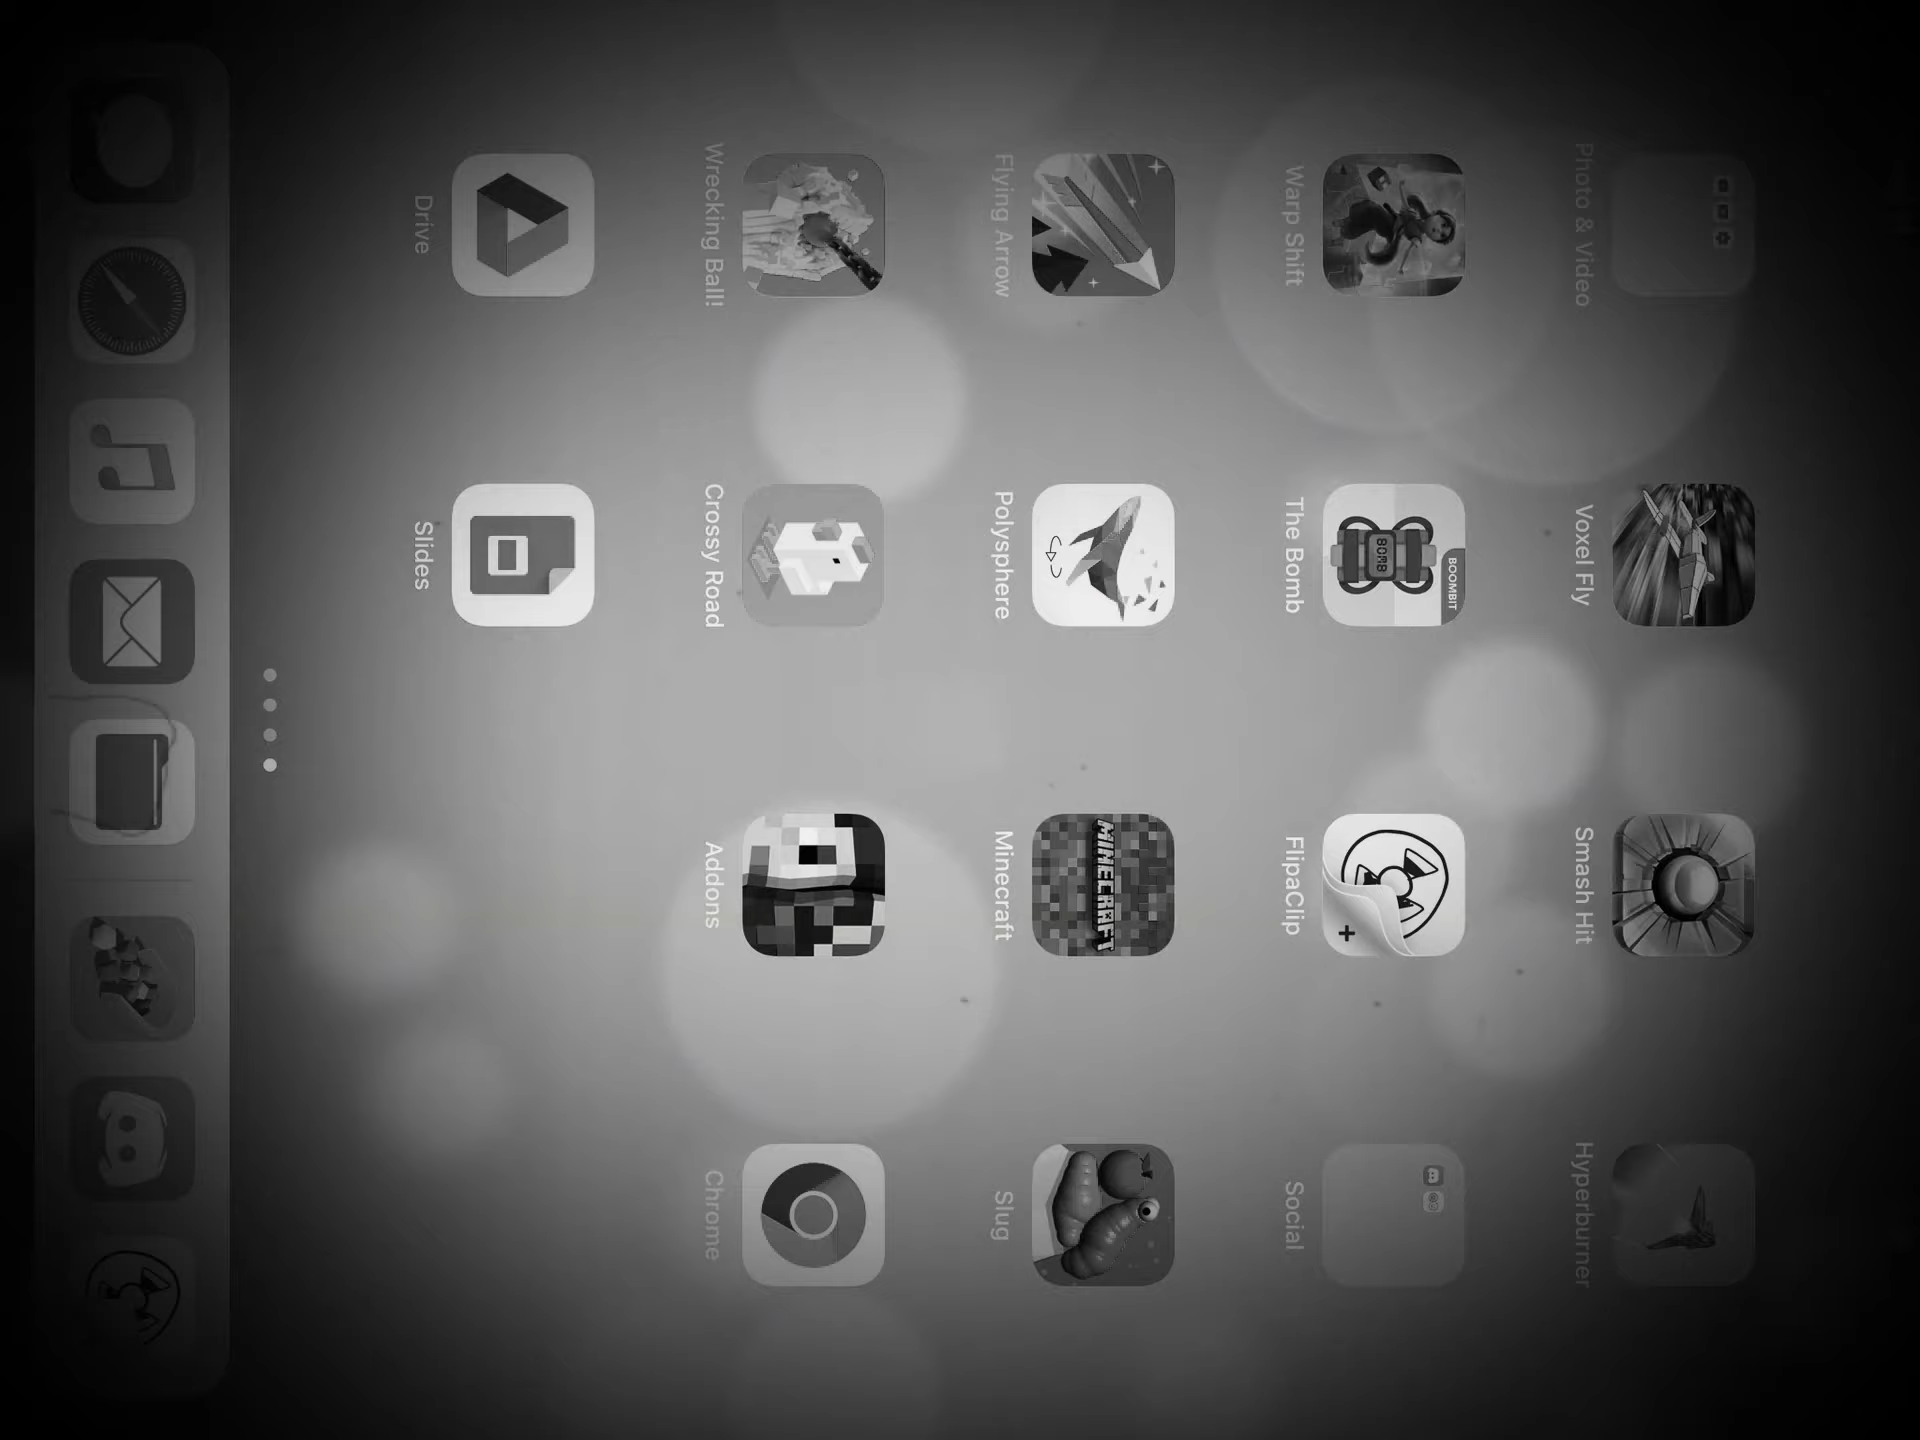 Photo & Video
Voxel Fly
Smash Hit
Hyperburner
BOOMBIT
BOMB
Warp Shift
The Bomb
FlipaClip
Social
MINECRAFT
Flying Arrow
Polysphere
Minecraft
Slug
Wrecking Ball!
Crossy Road
Addons
Chrome
Drive
Slides